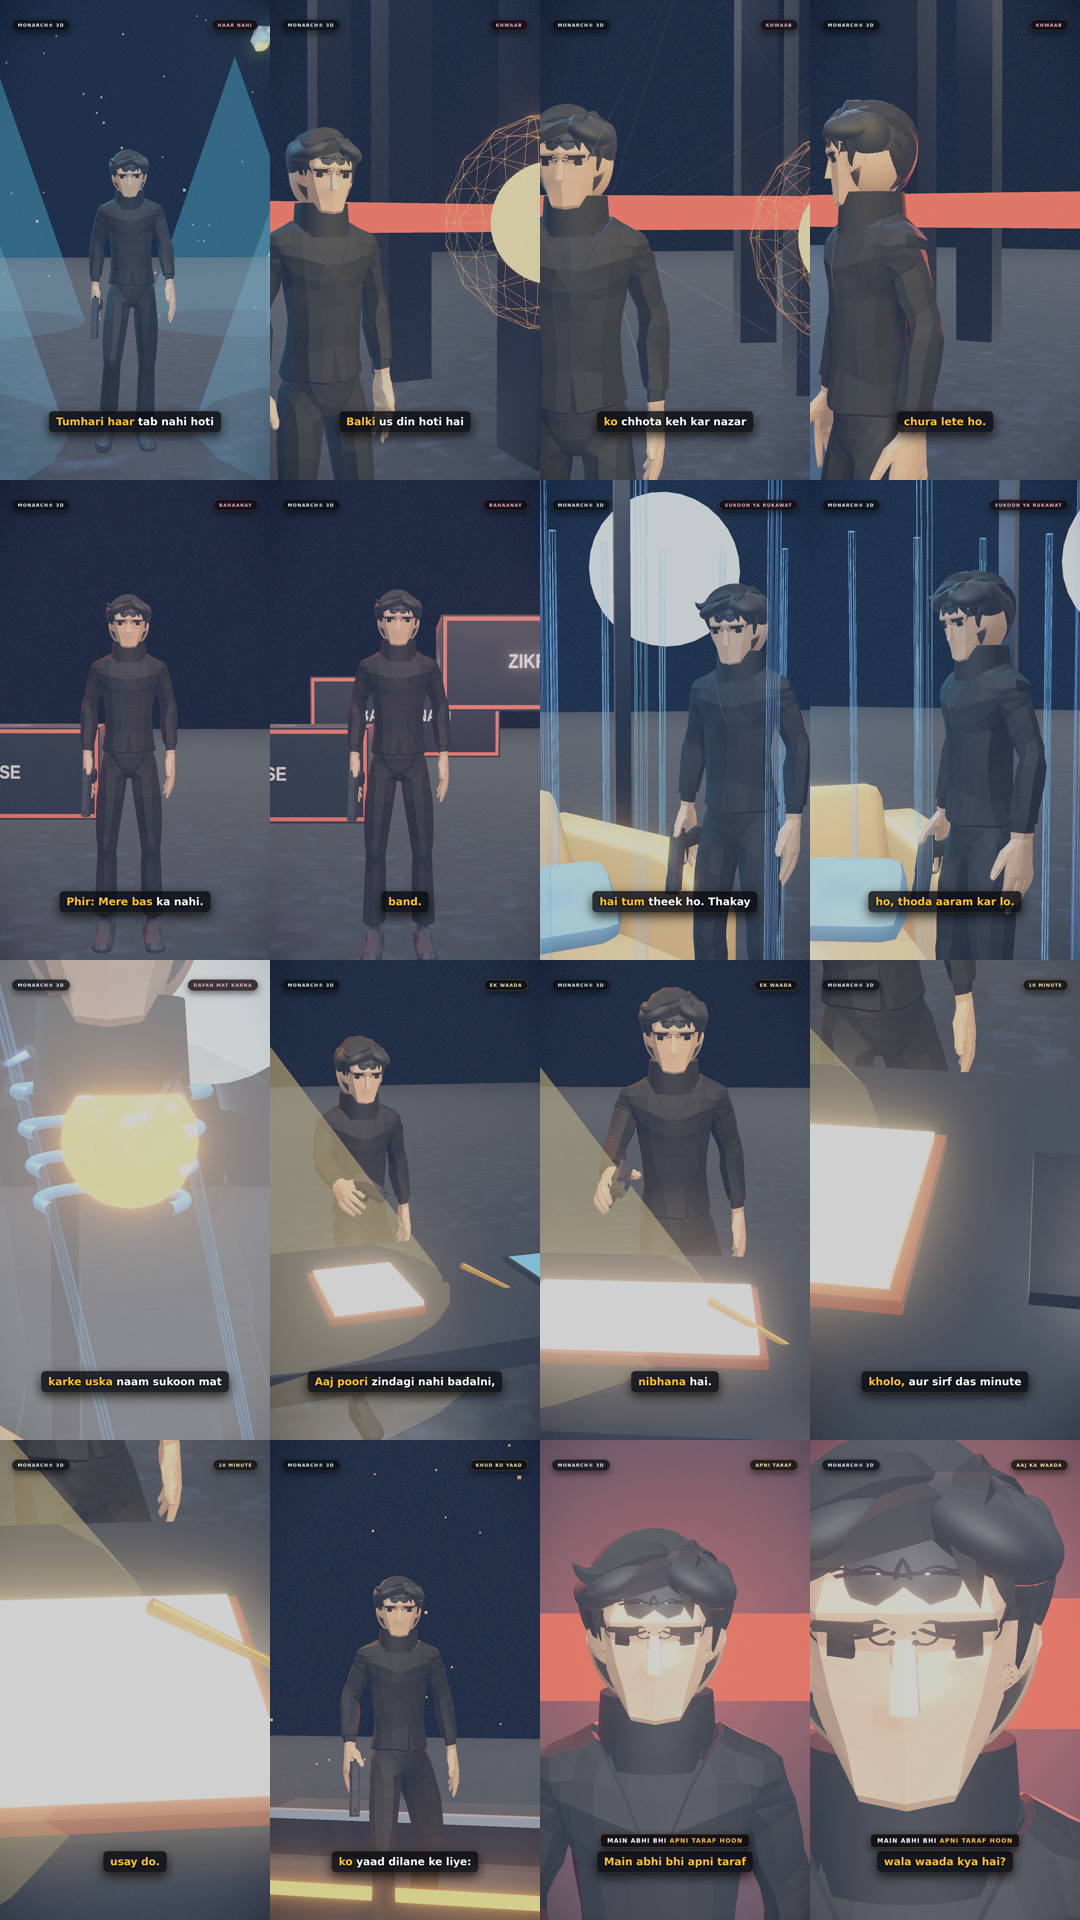 MONARCH® 3D
HAAR NAHI
Tumhari haar tab nahi hoti
MONARCH® 3D
KHWAAB
Balki us din hoti hai
MONARCH® 3D
KHWAAB
ko chhota keh kar nazar
MONARCH® 3D
KHWAAB
chura lete ho.
MONARCH® 3D
BAHAANAY
SE
Phir: Mere bas ka nahi.
MONARCH® 3D
BAHAANAY
ZIKR
SE
band.
MONARCH® 3D
SUKOON YA RUKAWAT
hai tum theek ho. Thakay
MONARCH® 3D
SUKOON YA RUKAWAT
ho, thoda aaram kar lo.
MONARCH® 3D
DAFAN MAT KARNA
karke uska naam sukoon mat
MONARCH® 3D
EK WAADA
Aaj poori zindagi nahi badalni,
MONARCH® 3D
EK WAADA
nibhana hai.
MONARCH® 3D
10 MINUTE
kholo, aur sirf das minute
MONARCH® 3D
10 MINUTE
usay do.
MONARCH® 3D
KHUD KO YAAD
ko yaad dilane ke liye:
MONARCH® 3D
APNI TARAF
MAIN ABHI BHI APNI TARAF HOON
Main abhi bhi apni taraf
MONARCH® 3D
AAJ KA WAADA
MAIN ABHI BHI APNI TARAF HOON
wala waada kya hai?